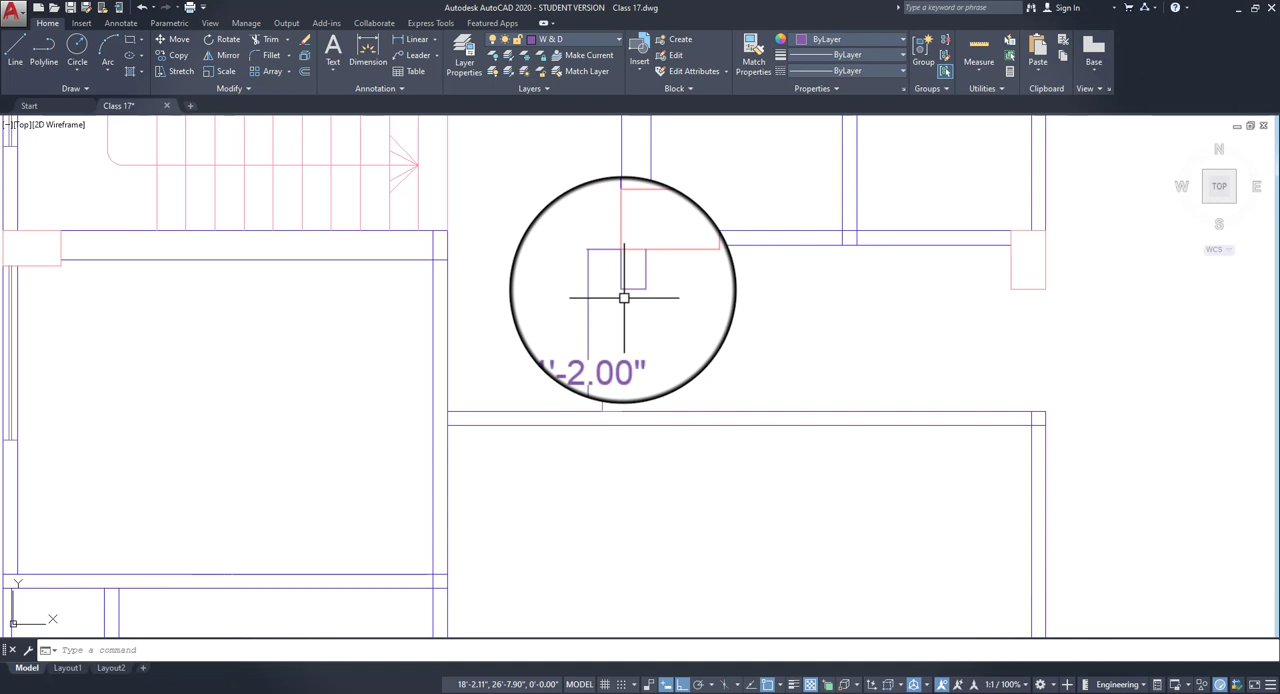 Autodesk AutoCAD 2020 - STUDENT VERSION Class 17.dwg
Type a keyword or phrase
Sign In
Home Insert Annotate Parametric View Manage Output Add-ins Collaborate Express Tools Featured Apps
Line Polyline Circle Arc
Move Rotate Trim
Copy Mirror Fillet
Stretch Scale Array
Text Dimension
Linear
Leader
Table
Layer Properties
W & D
Make Current
Match Layer
Insert
Create
Edit
Edit Attributes
Match Properties
ByLayer
ByLayer
ByLayer
Group Measure Paste Base
Draw Modify Annotation Layers Block Properties Groups Utilities Clipboard View
Start Class 17*
[−][Top][2D Wireframe]
N
W TOP E
S
WCS
'-2.00"
Y
X
Type a command
Model Layout1 Layout2
18'-2.11", 26'-7.90", 0'-0.00" MODEL 1:1 / 100% Engineering